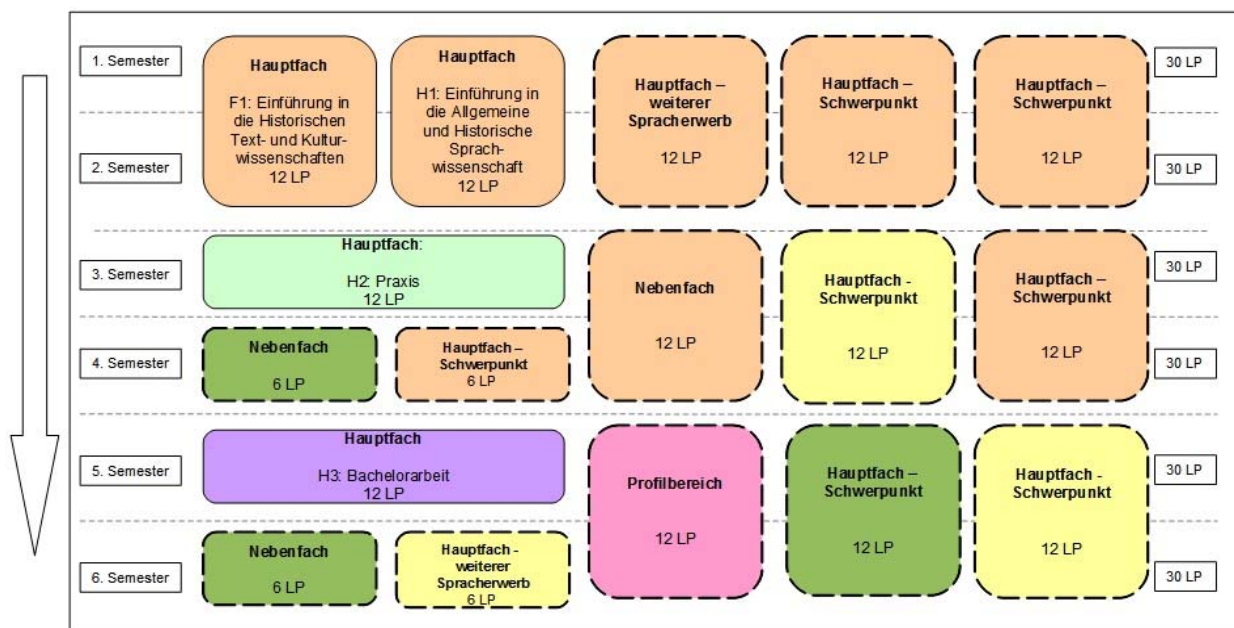 1. Semester
Hauptfach
F1: Einführung in
die Historischen
Text- und Kultur-
wissenschaften
12 LP
Hauptfach
H1: Einführung in
die Allgemeine
und Historische
Sprach-
wissenschaft
12 LP
Hauptfach –
weiterer
Spracherwerb
12 LP
Hauptfach –
Schwerpunkt
12 LP
Hauptfach –
Schwerpunkt
12 LP
30 LP
2. Semester
30 LP
3. Semester
Hauptfach:
H2: Praxis
12 LP
Nebenfach
12 LP
Hauptfach -
Schwerpunkt
12 LP
Hauptfach –
Schwerpunkt
12 LP
30 LP
4. Semester
Nebenfach
6 LP
Hauptfach –
Schwerpunkt
6 LP
30 LP
5. Semester
Hauptfach
H3: Bachelorarbeit
12 LP
Profilbereich
12 LP
Hauptfach –
Schwerpunkt
12 LP
Hauptfach -
Schwerpunkt
12 LP
30 LP
6. Semester
Nebenfach
6 LP
Hauptfach -
weiterer
Spracherwerb
6 LP
30 LP